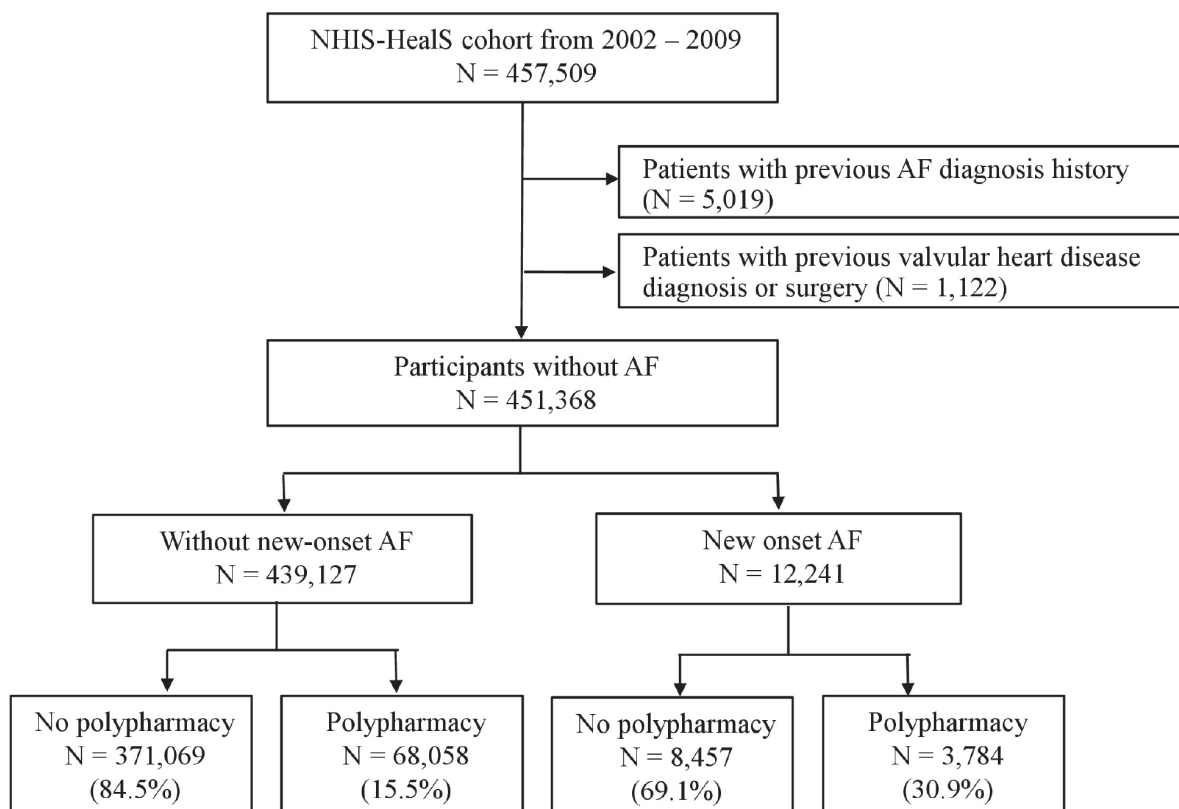 NHIS-HealS cohort from 2002 – 2009
N = 457,509
Patients with previous AF diagnosis history
(N = 5,019)
Patients with previous valvular heart disease
diagnosis or surgery (N = 1,122)
Participants without AF
N = 451,368
Without new-onset AF
N = 439,127
New onset AF
N = 12,241
No polypharmacy
N = 371,069
(84.5%)
Polypharmacy
N = 68,058
(15.5%)
No polypharmacy
N = 8,457
(69.1%)
Polypharmacy
N = 3,784
(30.9%)